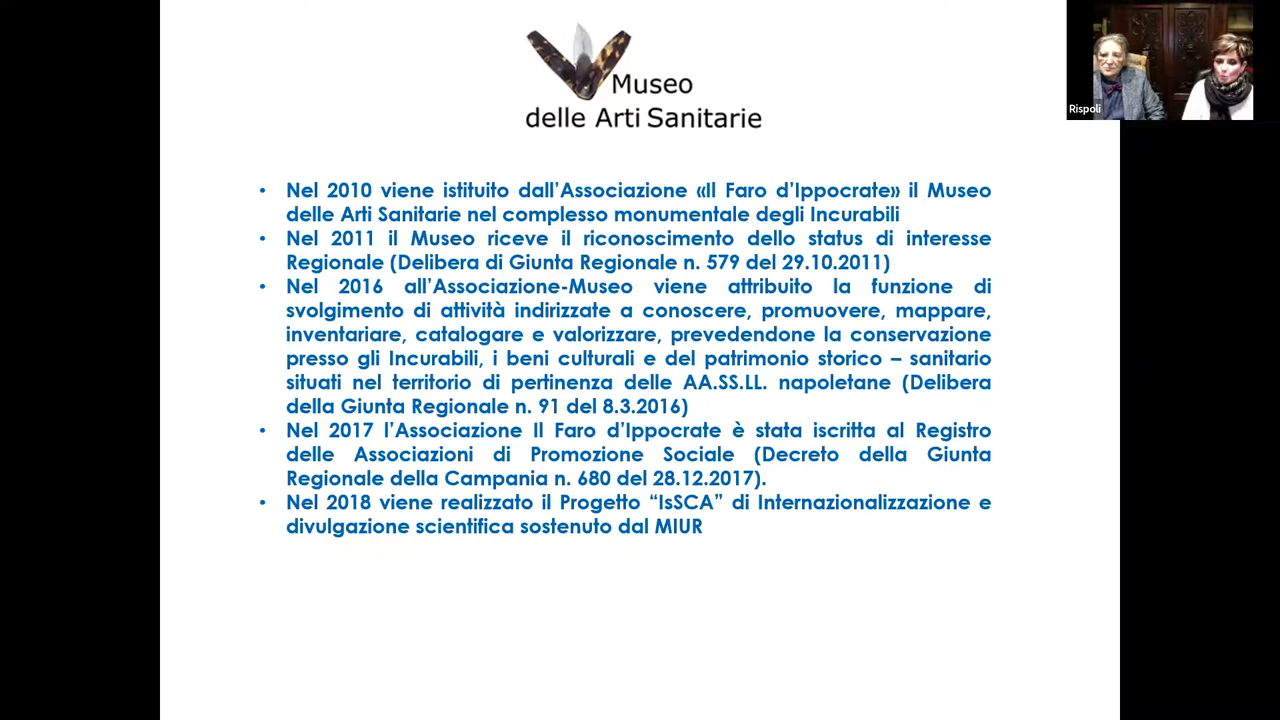 Museo
delle Arti Sanitarie
Rispoli
• Nel 2010 viene istituito dall’Associazione «Il Faro d’Ippocrate» il Museo
delle Arti Sanitarie nel complesso monumentale degli Incurabili
• Nel 2011 il Museo riceve il riconoscimento dello status di interesse
Regionale (Delibera di Giunta Regionale n. 579 del 29.10.2011)
• Nel 2016 all’Associazione-Museo viene attribuito la funzione di
svolgimento di attività indirizzate a conoscere, promuovere, mappare,
inventariare, catalogare e valorizzare, prevedendone la conservazione
presso gli Incurabili, i beni culturali e del patrimonio storico – sanitario
situati nel territorio di pertinenza delle AA.SS.LL. napoletane (Delibera
della Giunta Regionale n. 91 del 8.3.2016)
• Nel 2017 l’Associazione Il Faro d’Ippocrate è stata iscritta al Registro
delle Associazioni di Promozione Sociale (Decreto della Giunta
Regionale della Campania n. 680 del 28.12.2017).
• Nel 2018 viene realizzato il Progetto “IsSCA” di Internazionalizzazione e
divulgazione scientifica sostenuto dal MIUR